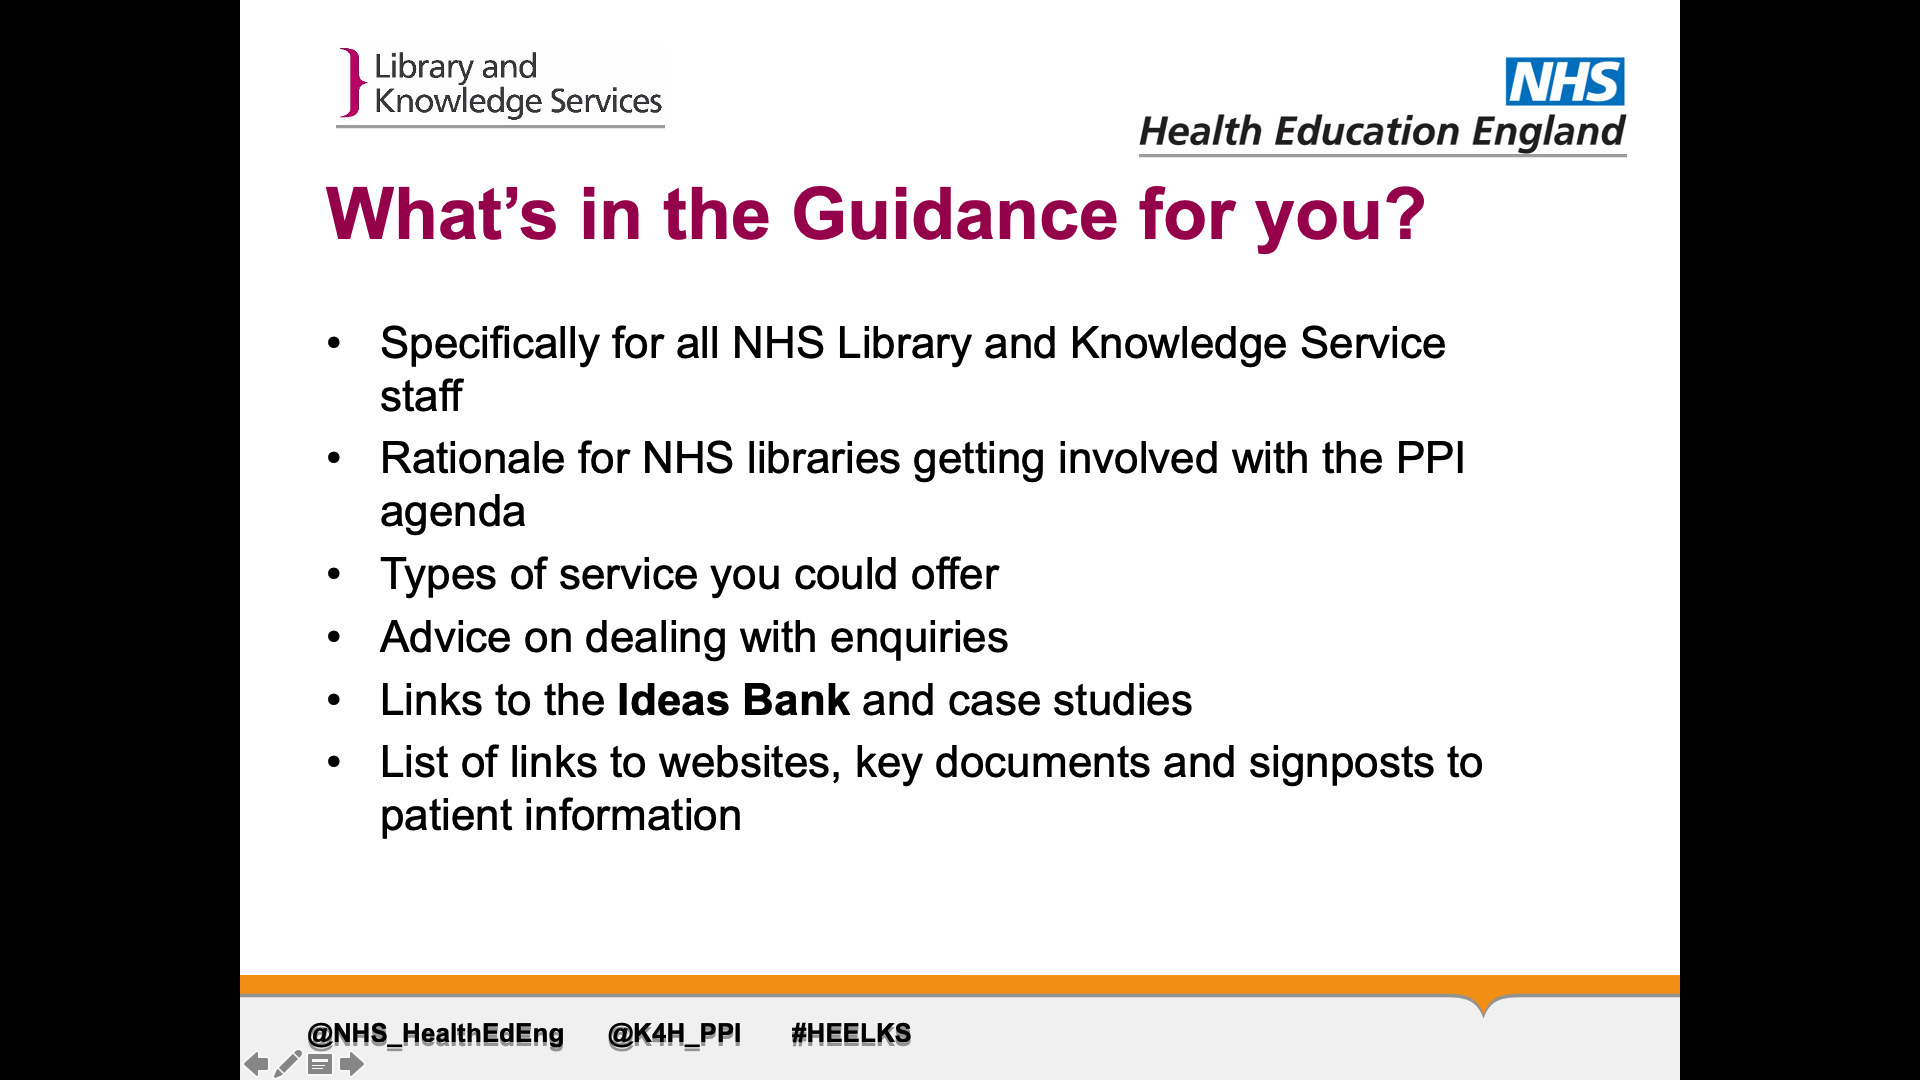 Library and
Knowledge Services
NHS
Health Education England
What’s in the Guidance for you?
• Specifically for all NHS Library and Knowledge Service
staff
• Rationale for NHS libraries getting involved with the PPI
agenda
• Types of service you could offer
• Advice on dealing with enquiries
• Links to the Ideas Bank and case studies
• List of links to websites, key documents and signposts to
patient information
@NHS_HealthEdEng @K4H_PPI #HEELKS